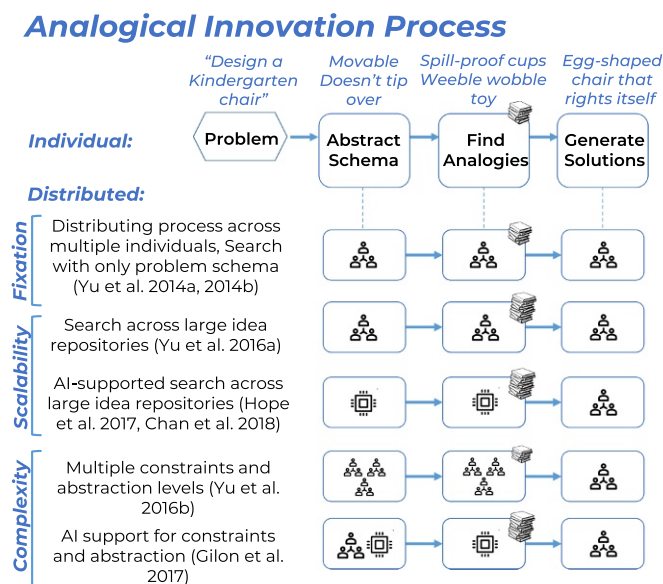 Analogical Innovation Process
"Design a
Kindergarten
chair"
Movable
Doesn't tip
over
Spill-proof cups
Weeble wobble
toy
Egg-shaped
chair that
rights itself
Individual:
Problem
Abstract
Schema
Find
Analogies
Generate
Solutions
Distributed:
Fixation
Distributing process across
multiple individuals, Search
with only problem schema
(Yu et al. 2014a, 2014b)
Scalability
Search across large idea
repositories (Yu et al. 2016a)
AI-supported search across
large idea repositories (Hope
et al. 2017, Chan et al. 2018)
Complexity
Multiple constraints and
abstraction levels (Yu et al.
2016b)
AI support for constraints
and abstraction (Gilon et al.
2017)